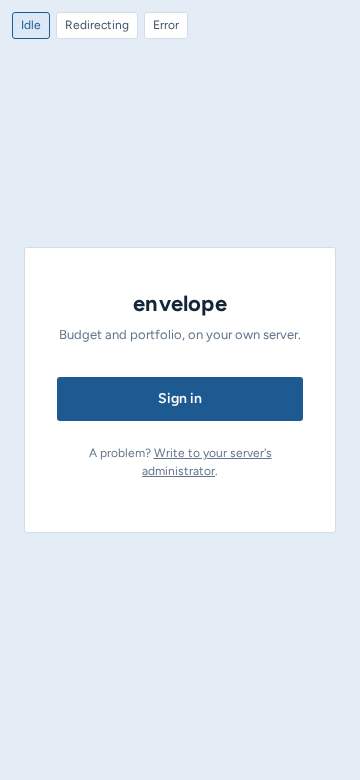 Idle Redirecting Error
envelope
Budget and portfolio, on your own server.
Sign in
A problem? Write to your server's
administrator.